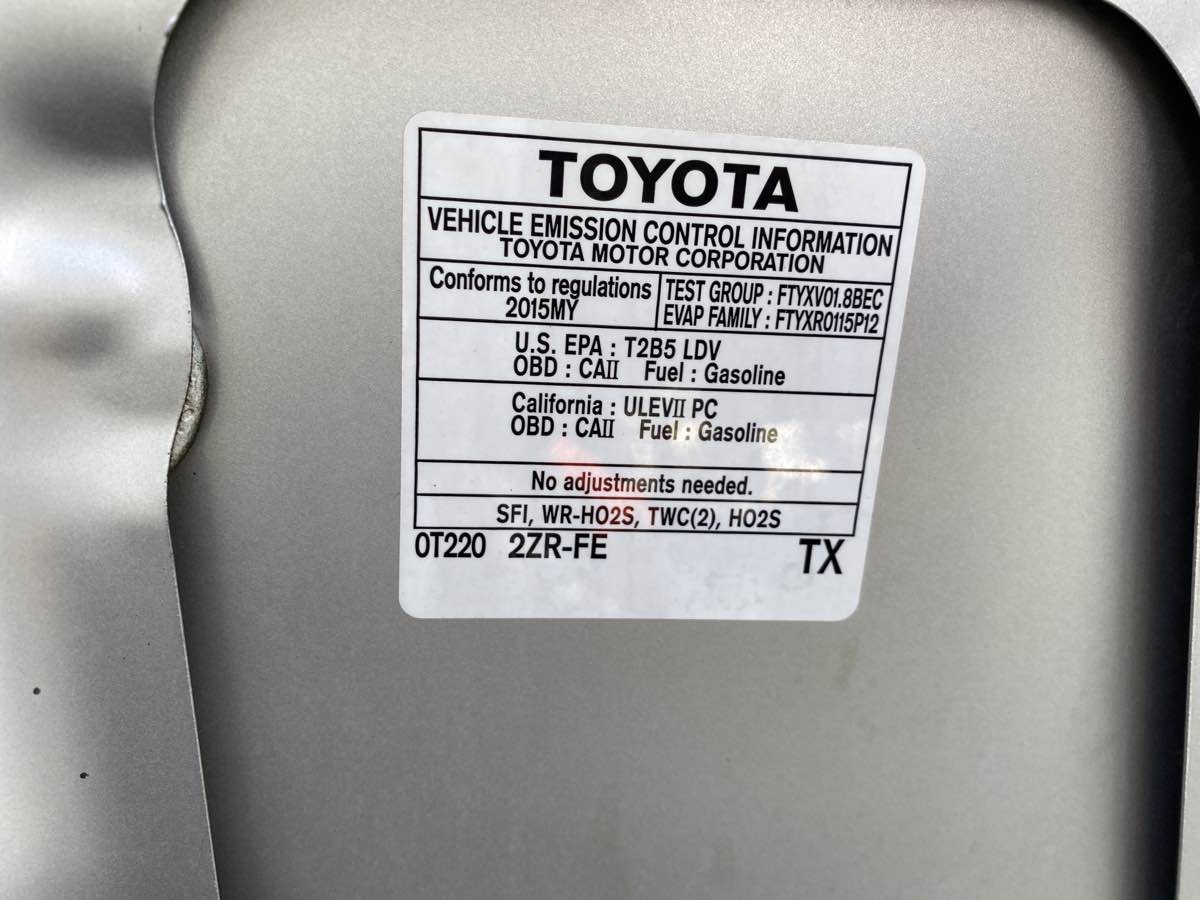 TOYOTA
VEHICLE EMISSION CONTROL INFORMATION
TOYOTA MOTOR CORPORATION
Conforms to regulations
2015MY
TEST GROUP : FTYXV01.8BEC
EVAP FAMILY : FTYXR0115P12
U.S. EPA : T2B5 LDV
OBD : CAⅡ Fuel : Gasoline
California : ULEVⅡ PC
OBD : CAⅡ Fuel : Gasoline
No adjustments needed.
SFI, WR-HO2S, TWC(2), HO2S
0T220 2ZR-FE TX